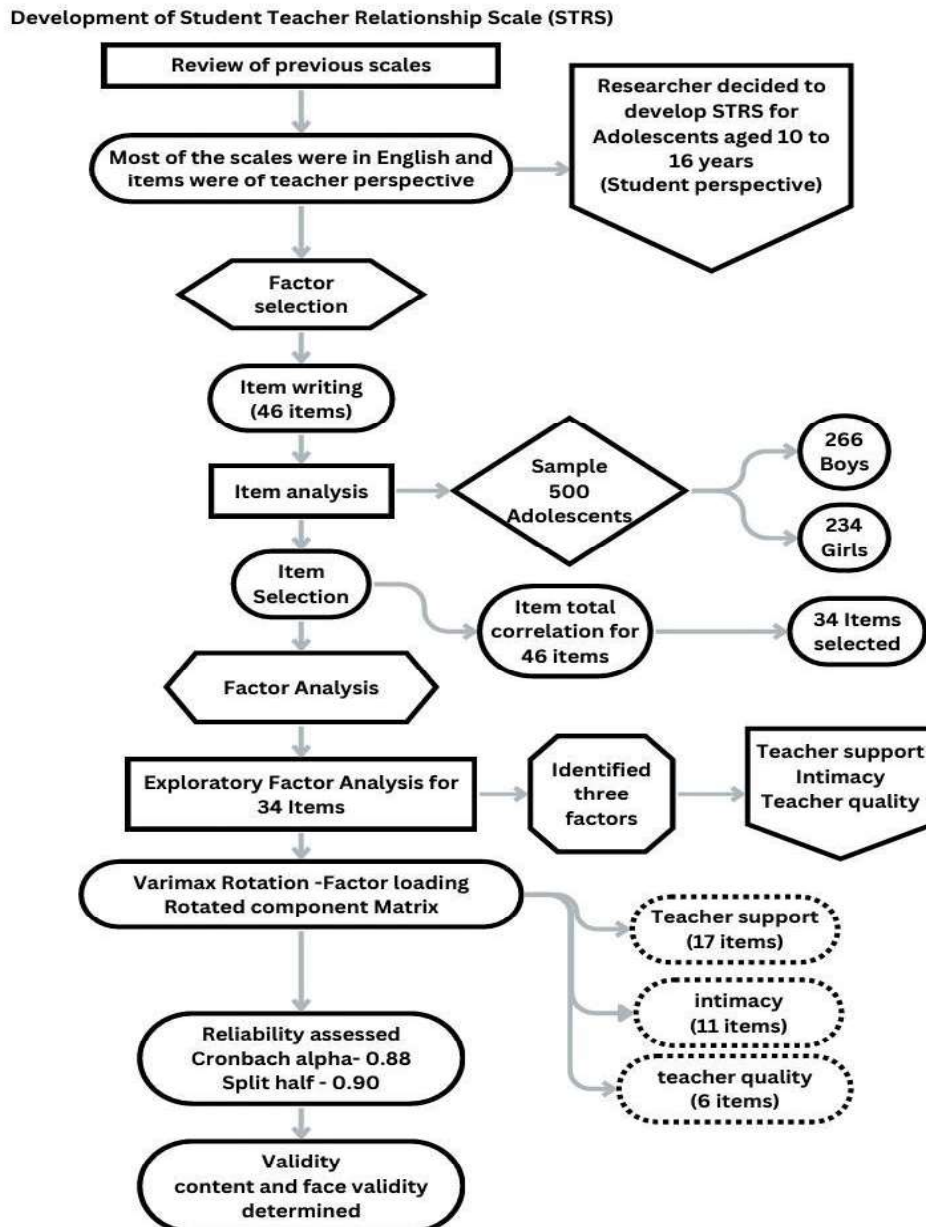 Development of Student Teacher Relationship Scale (STRS)
Review of previous scales
Researcher decided to
develop STRS for
Adolescents aged 10 to
16 years
(Student perspective)
Most of the scales were in English and
items were of teacher perspective
Factor
selection
Item writing
(46 items)
Item analysis
Sample
500
Adolescents
266
Boys
234
Girls
Item
Selection
Item total
correlation for
46 items
34 Items
selected
Factor Analysis
Exploratory Factor Analysis for
34 Items
Identified
three
factors
Teacher support
Intimacy
Teacher quality
Varimax Rotation -Factor loading
Rotated component Matrix
Teacher support
(17 items)
intimacy
(11 items)
teacher quality
(6 items)
Reliability assessed
Cronbach alpha- 0.88
Split half - 0.90
Validity
content and face validity
determined